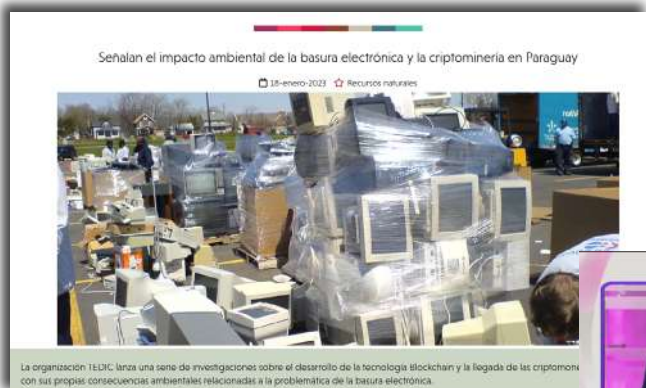 Señalan el impacto ambiental de la basura electrónica y la criptominería en Paraguay
18-enero-2023 Recursos naturales
La organización TEDIC lanza una serie de investigaciones sobre el desarrollo de la tecnología Blockchain y la llegada de las criptomone
con sus propias consecuencias ambientales relacionadas a la problemática de la basura electrónica.